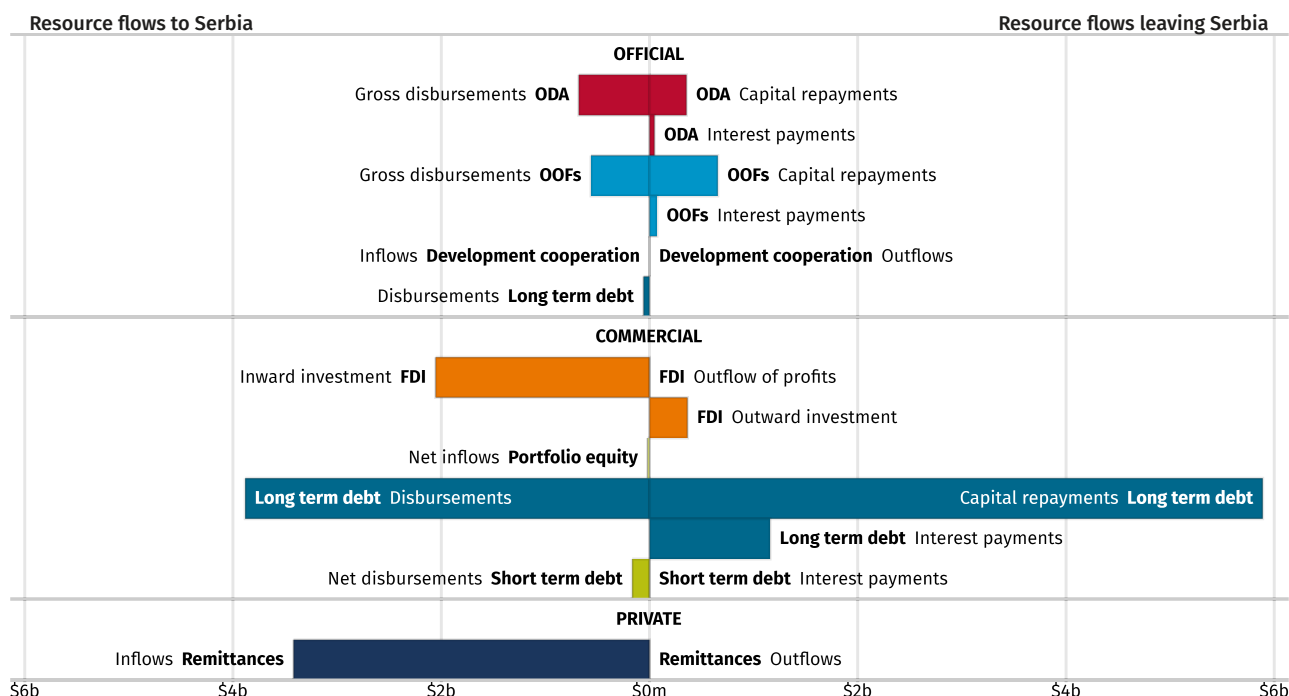 Resource flows to Serbia Resource flows leaving Serbia
OFFICIAL
Gross disbursements ODA ODA Capital repayments
ODA Interest payments
Gross disbursements OOFs OOFs Capital repayments
OOFs Interest payments
Inflows Development cooperation Development cooperation Outflows
Disbursements Long term debt
COMMERCIAL
Inward investment FDI FDI Outflow of profits
FDI Outward investment
Net inflows Portfolio equity
Long term debt Disbursements Capital repayments Long term debt
Long term debt Interest payments
Net disbursements Short term debt Short term debt Interest payments
PRIVATE
Inflows Remittances Remittances Outflows
$6b $4b $2b $0m $2b $4b $6b